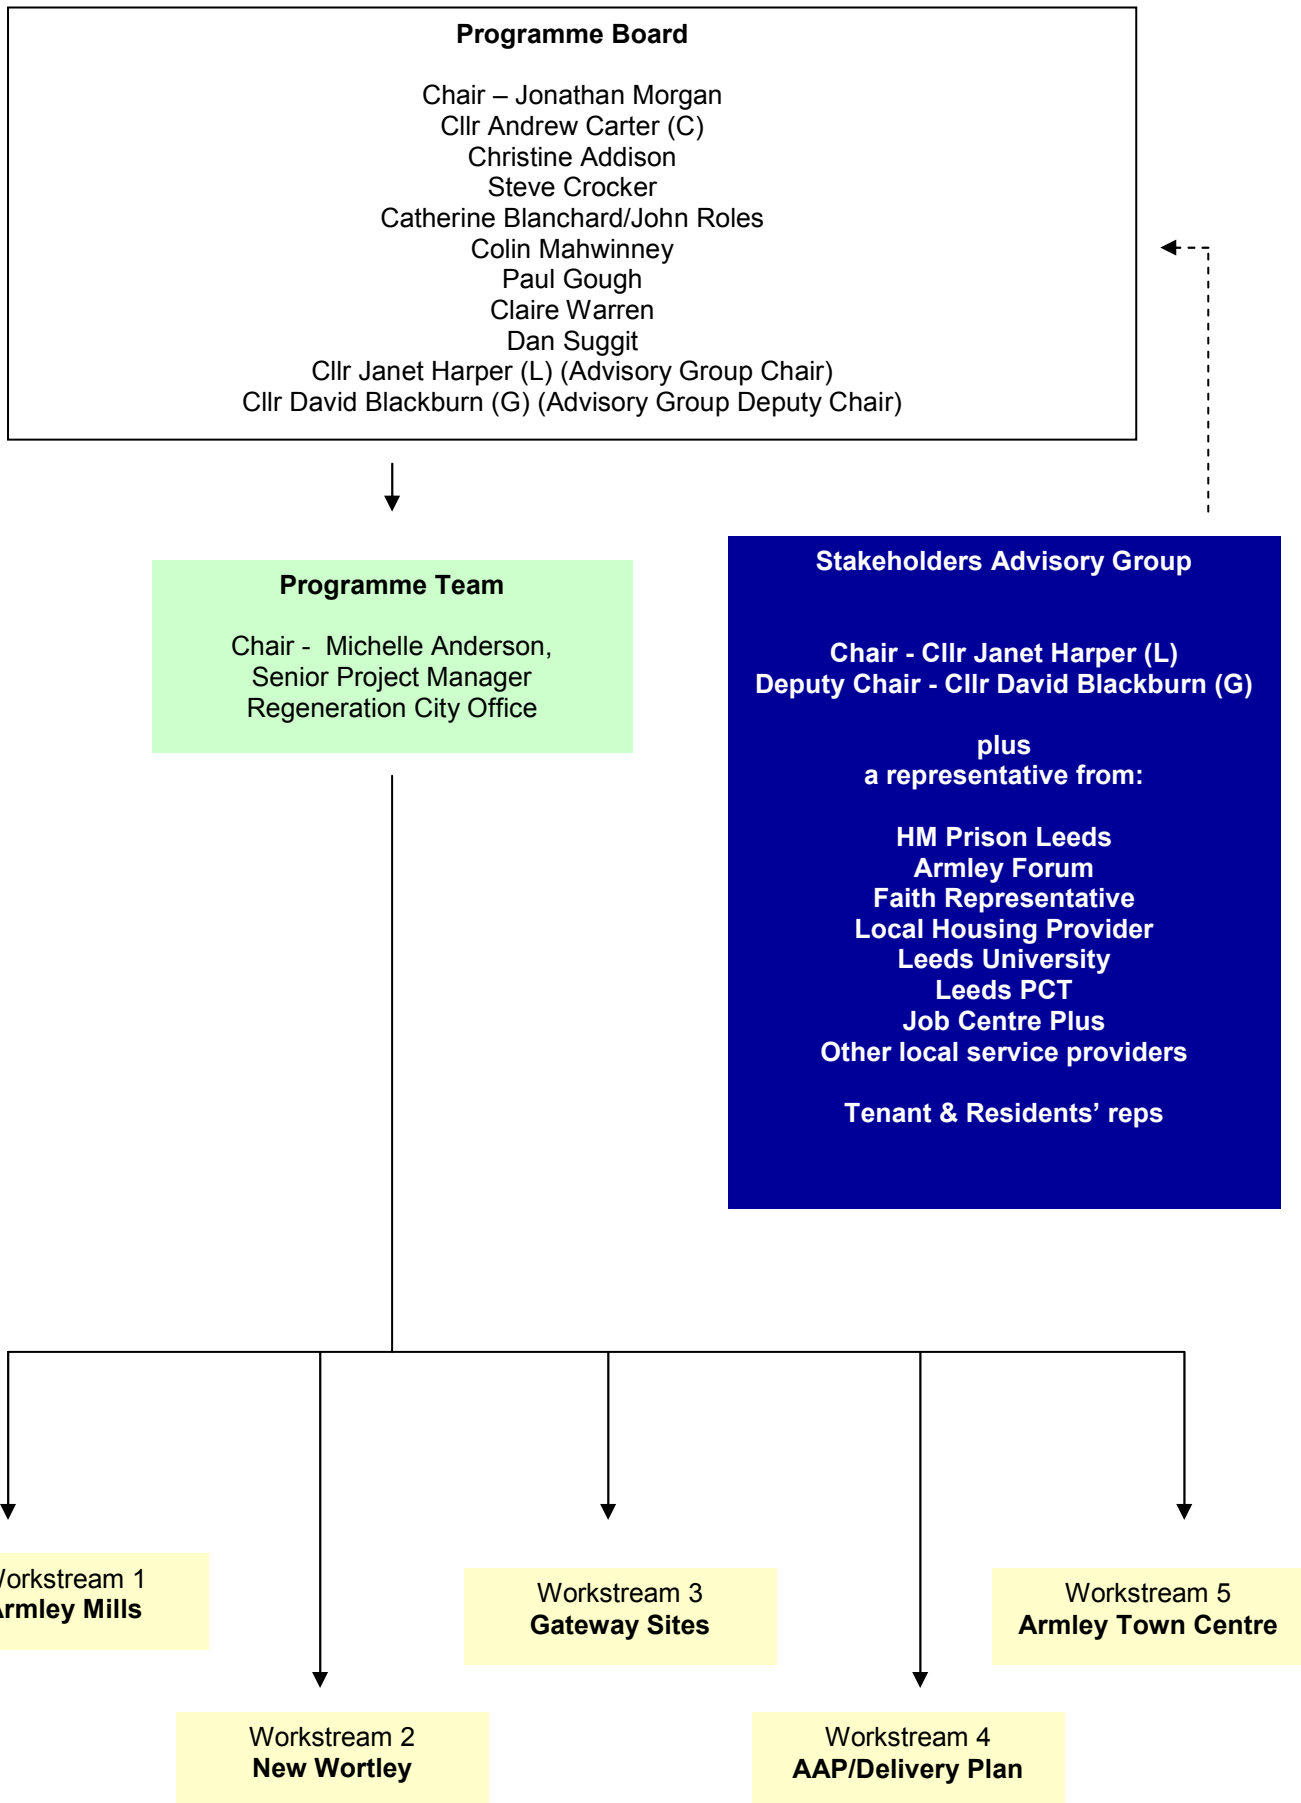 Programme Board
Chair – Jonathan Morgan
Cllr Andrew Carter (C)
Christine Addison
Steve Crocker
Catherine Blanchard/John Roles
Colin Mahwinney
Paul Gough
Claire Warren
Dan Suggit
Cllr Janet Harper (L) (Advisory Group Chair)
Cllr David Blackburn (G) (Advisory Group Deputy Chair)
Programme Team
Chair - Michelle Anderson,
Senior Project Manager
Regeneration City Office
Stakeholders Advisory Group
Chair - Cllr Janet Harper (L)
Deputy Chair - Cllr David Blackburn (G)
plus
a representative from:
HM Prison Leeds
Armley Forum
Faith Representative
Local Housing Provider
Leeds University
Leeds PCT
Job Centre Plus
Other local service providers
Tenant & Residents’ reps
Workstream 1
Armley Mills
Workstream 2
New Wortley
Workstream 3
Gateway Sites
Workstream 4
AAP/Delivery Plan
Workstream 5
Armley Town Centre